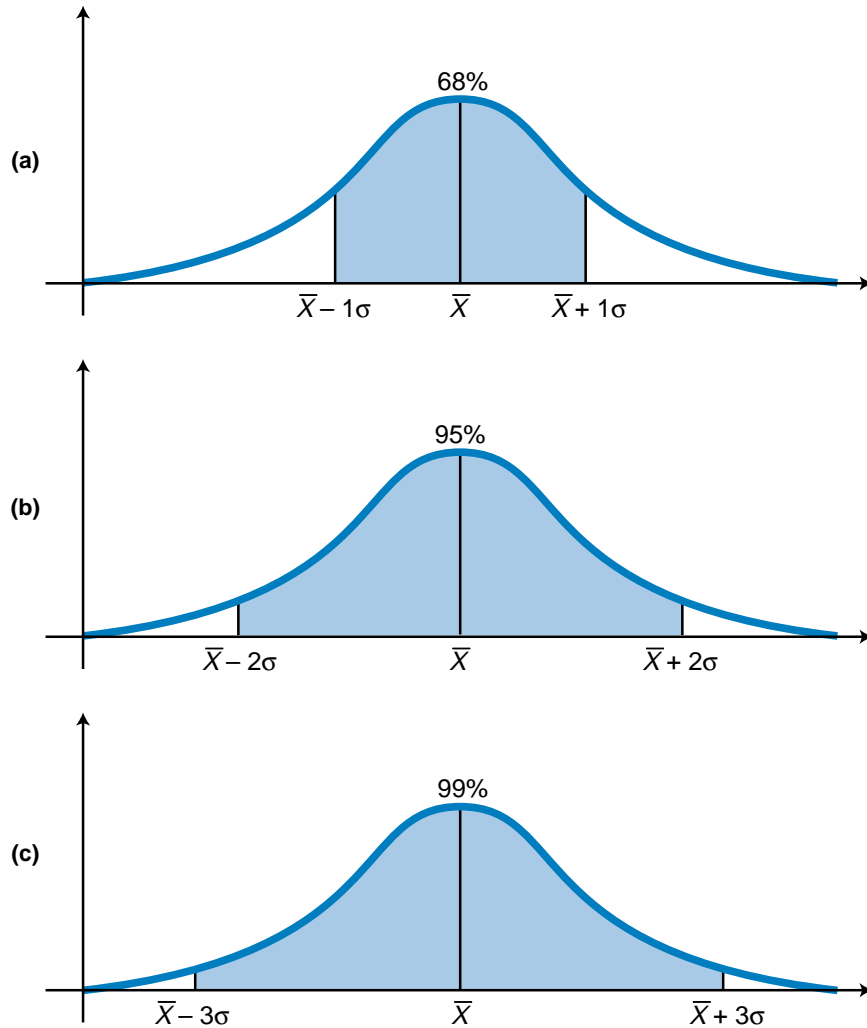 68%
(a)
X̅ – 1σ X̅ X̅ + 1σ
95%
(b)
X̅ – 2σ X̅ X̅ + 2σ
99%
(c)
X̅ – 3σ X̅ X̅ + 3σ